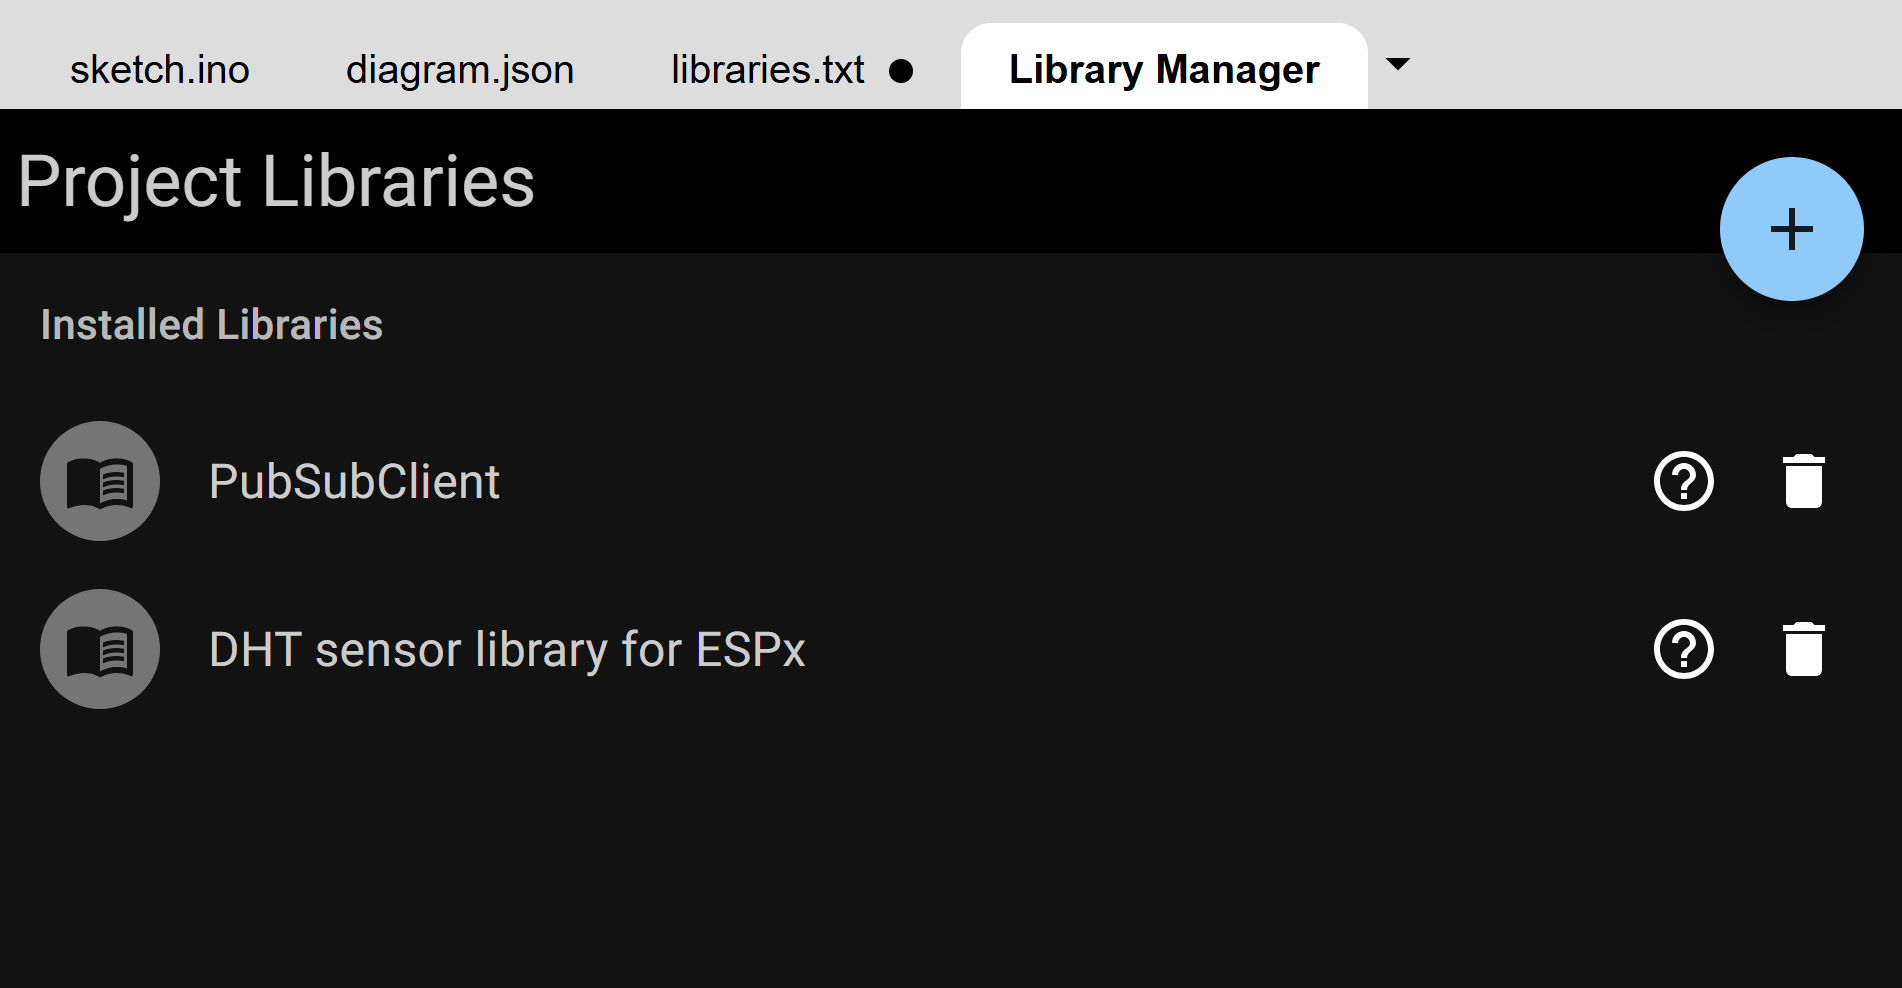 sketch.ino diagram.json libraries.txt ● Library Manager
Project Libraries
+
Installed Libraries
PubSubClient
DHT sensor library for ESPx